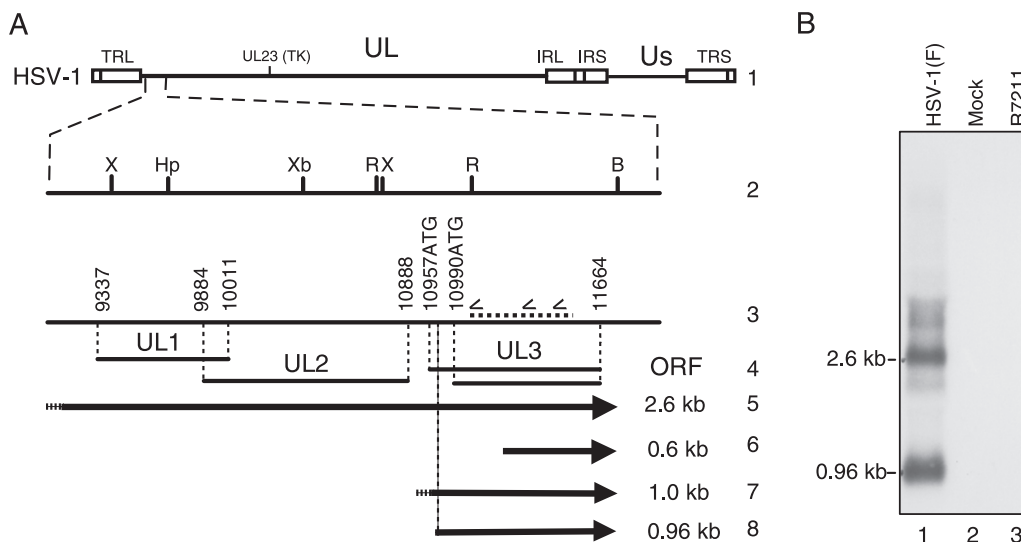 A
HSV-1
TRL
UL23 (TK)
UL
IRL
IRS
Us
TRS
1
X
Hp
Xb
R
X
R
B
2
9337
9884
10011
10888
10957ATG
10990ATG
11664
3
UL1
UL2
UL3
ORF
4
2.6 kb
5
0.6 kb
6
1.0 kb
7
0.96 kb
8
B
HSV-1(F)
Mock
R7211
2.6 kb-
0.96 kb-
1 2 3